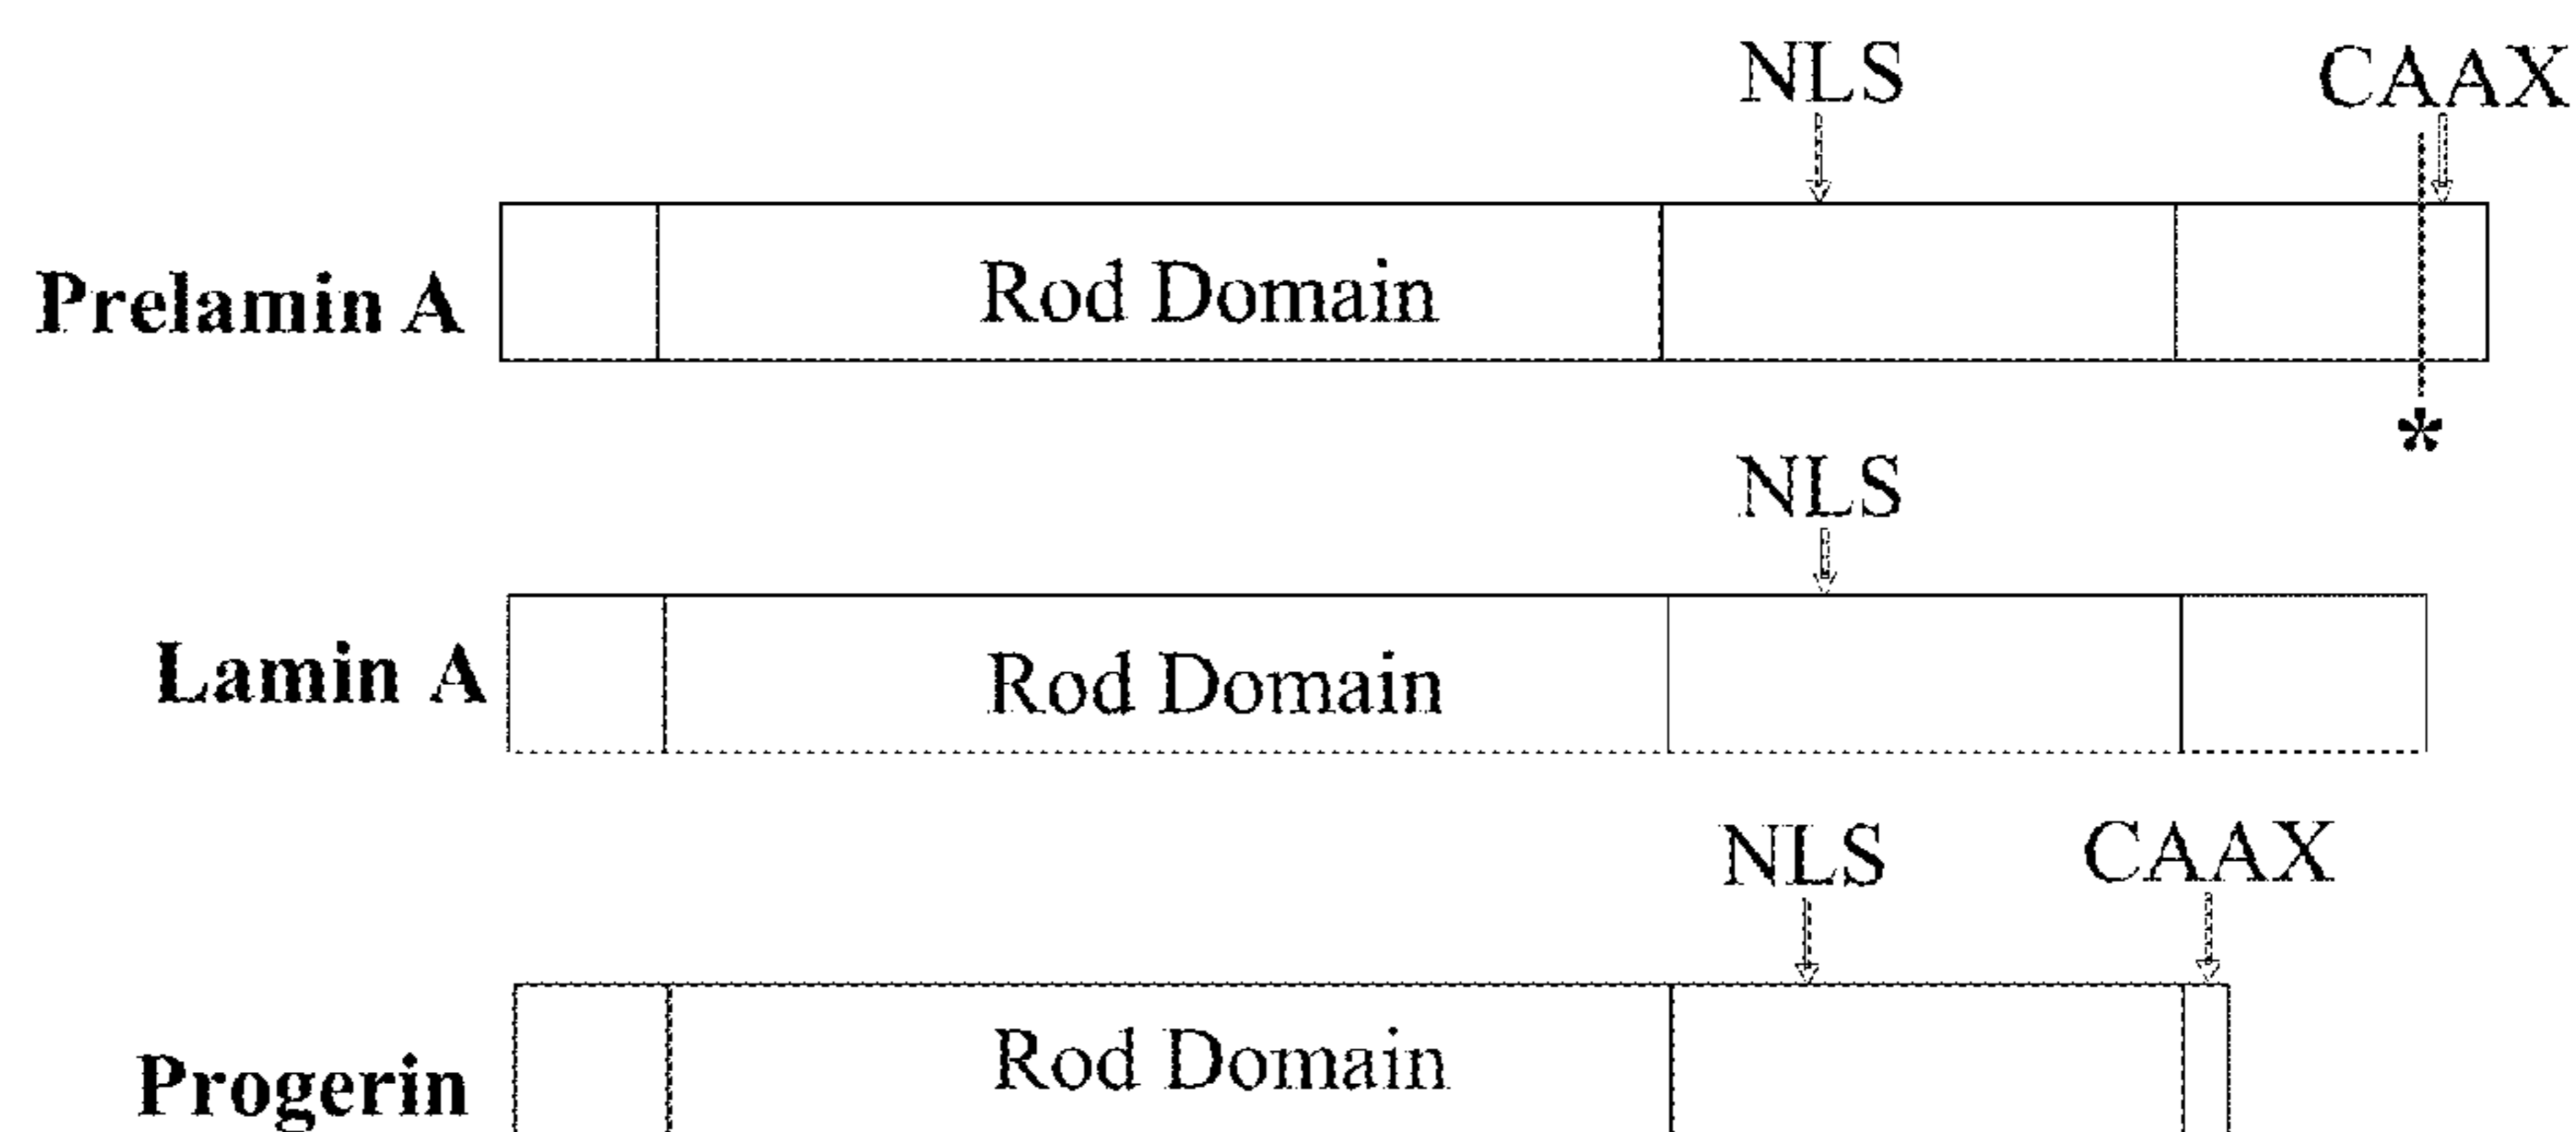 NLS CAAX
Prelamin A Rod Domain
*
NLS
Lamin A Rod Domain
NLS CAAX
Progerin Rod Domain